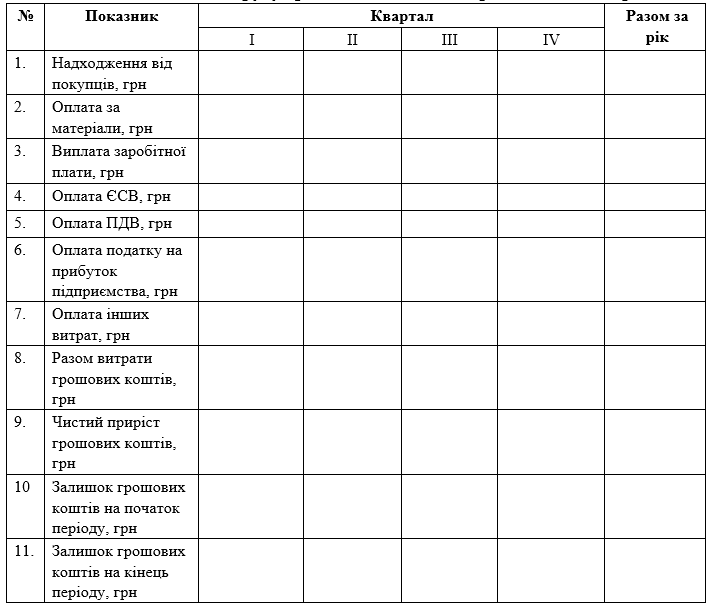 № Показник Квартал Разом за
рік
I II III IV
1. Надходження від
покупців, грн
2. Оплата за
матеріали, грн
3. Виплата заробітної
плати, грн
4. Оплата ЄСВ, грн
5. Оплата ПДВ, грн
6. Оплата податку на
прибуток
підприємства, грн
7. Оплата інших
витрат, грн
8. Разом витрати
грошових коштів,
грн
9. Чистий приріст
грошових коштів,
грн
10 Залишок грошових
коштів на початок
періоду, грн
11. Залишок грошових
коштів на кінець
періоду, грн